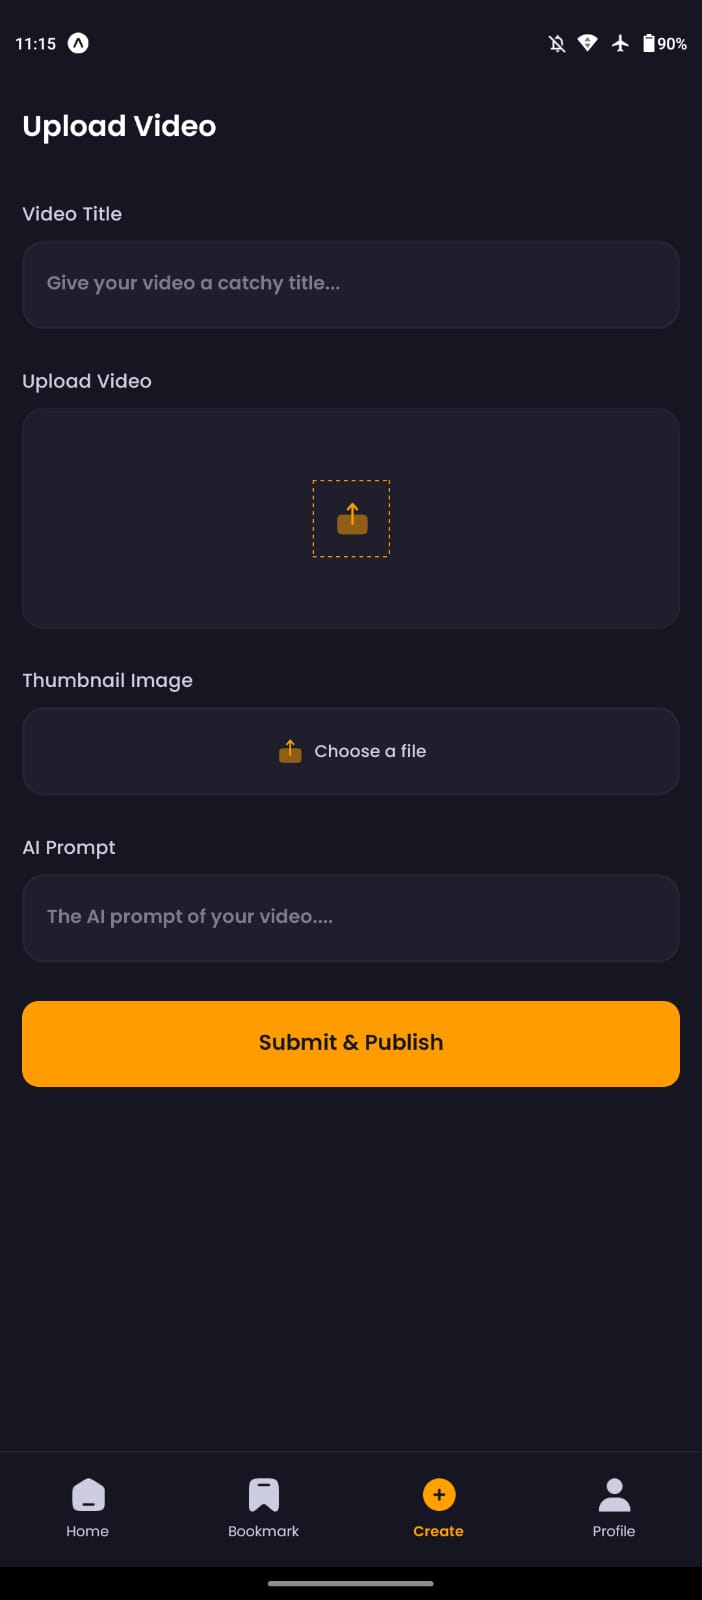 11:15
90%
Upload Video
Video Title
Give your video a catchy title...
Upload Video
Thumbnail Image
Choose a file
AI Prompt
The AI prompt of your video....
Submit & Publish
Home
Bookmark
Create
Profile